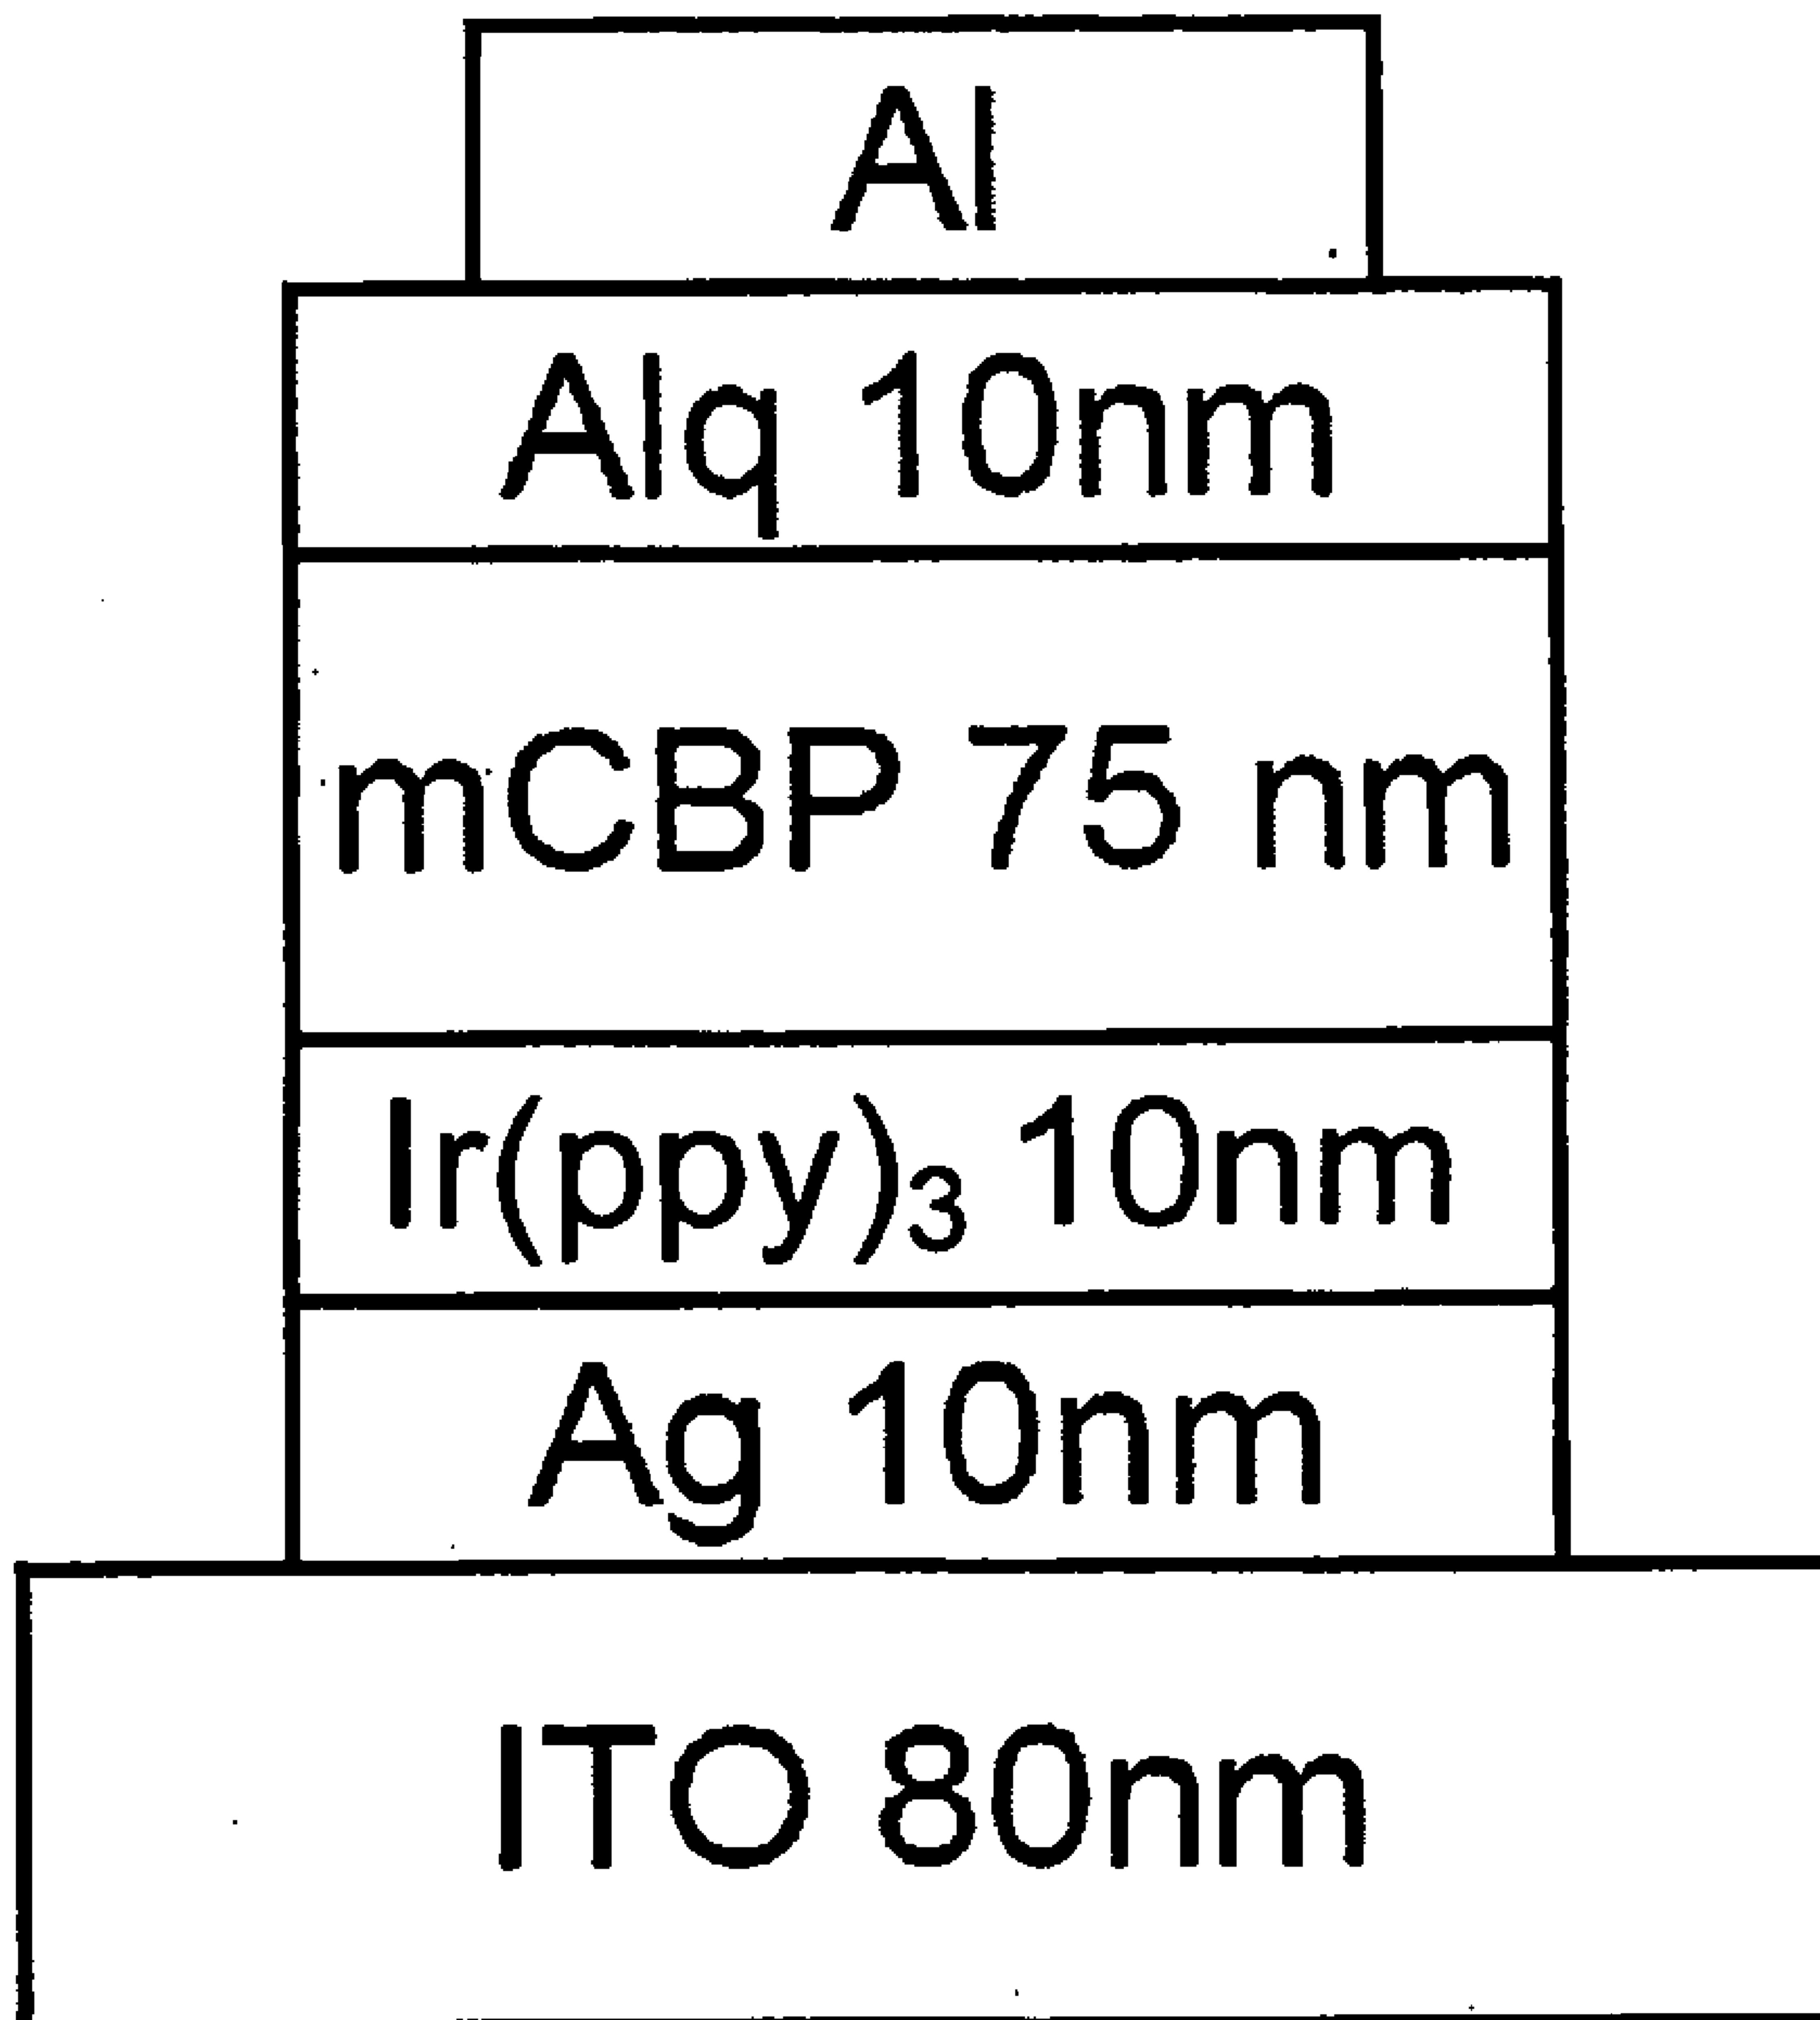 Al
Alq 10nm
mCBP 75 nm
Ir(ppy)₃ 10nm
Ag 10nm
ITO 80nm